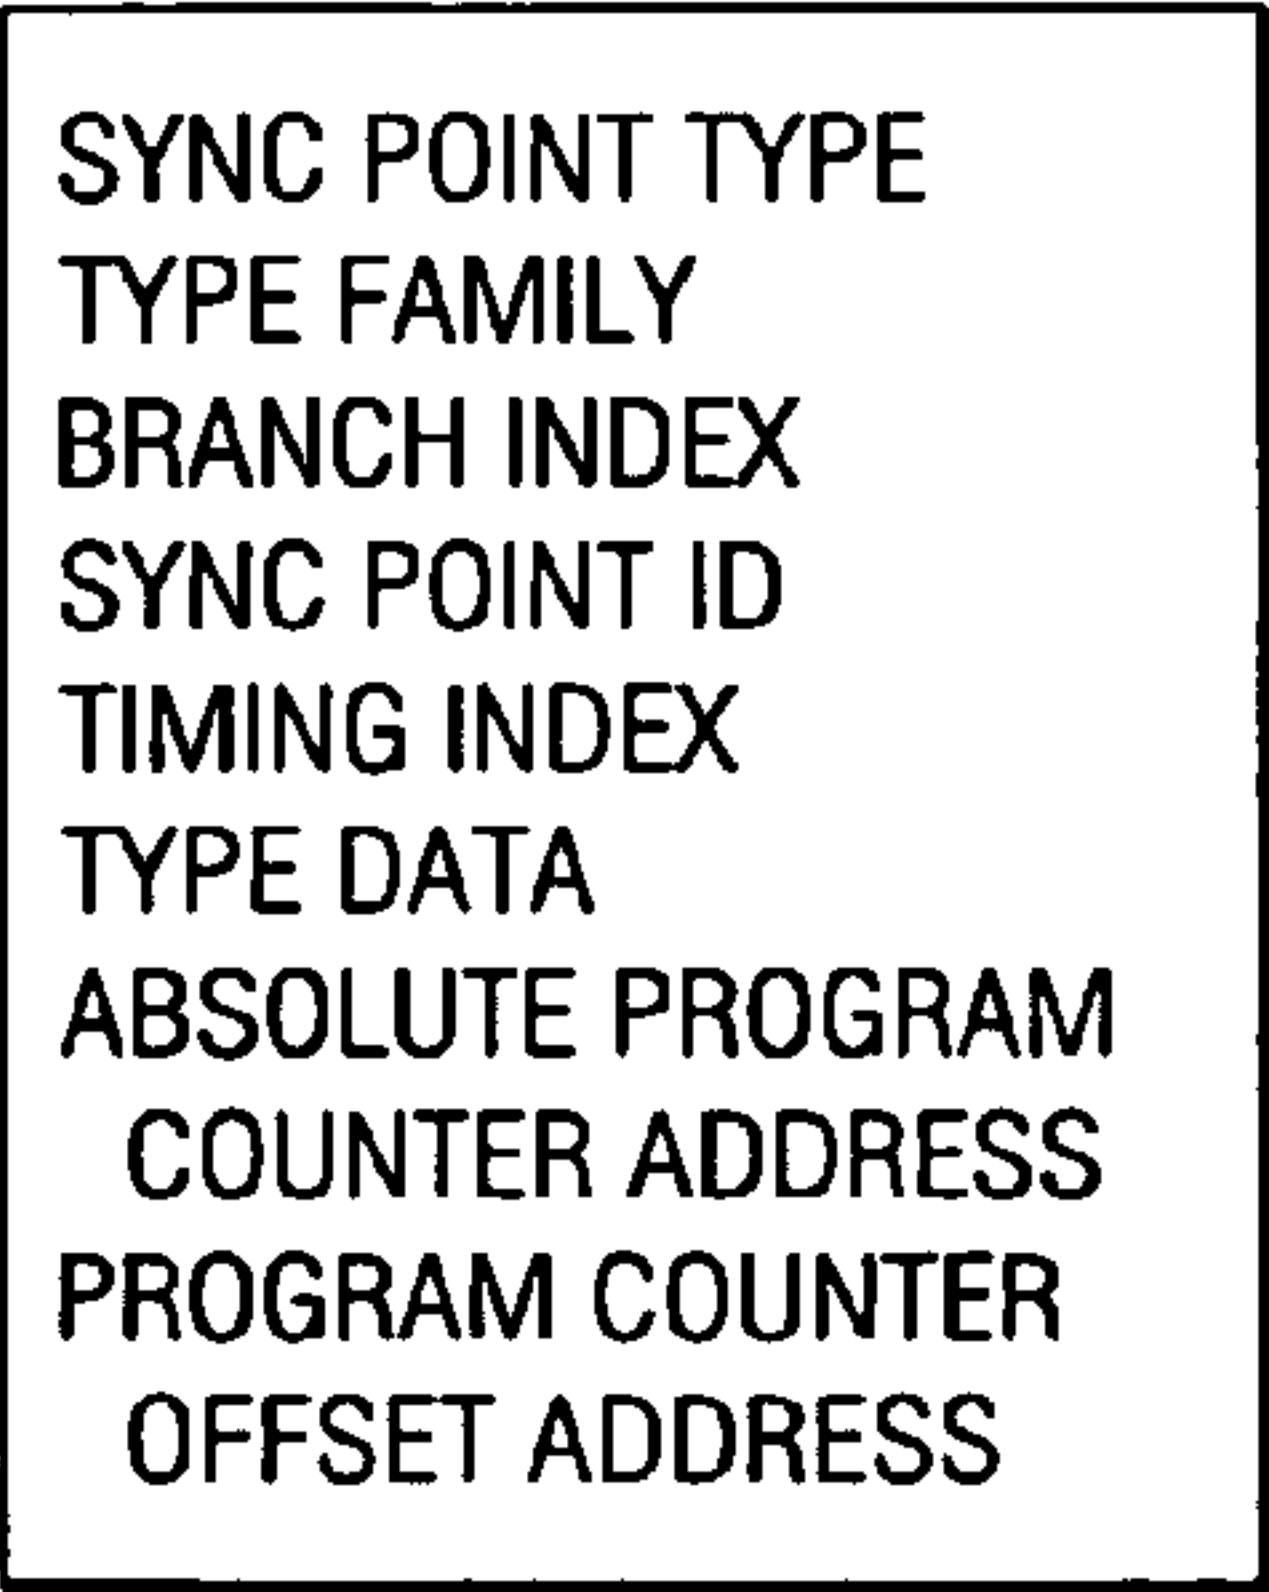 SYNC POINT TYPE
TYPE FAMILY
BRANCH INDEX
SYNC POINT ID
TIMING INDEX
TYPE DATA
ABSOLUTE PROGRAM
COUNTER ADDRESS
PROGRAM COUNTER
OFFSET ADDRESS